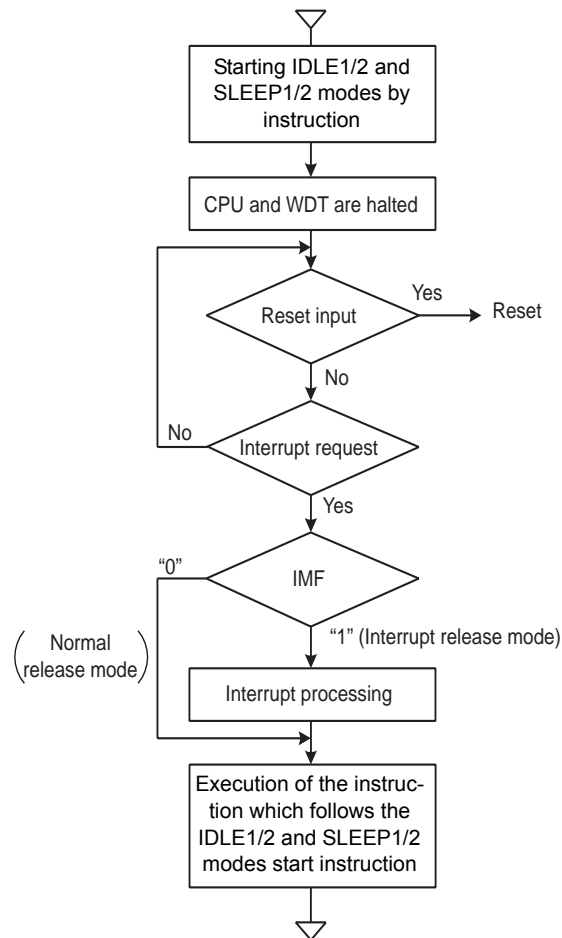 Starting IDLE1/2 and
SLEEP1/2 modes by
instruction
CPU and WDT are halted
Reset input
Yes
Reset
No
Interrupt request
No
Yes
IMF
“0”
“1” (Interrupt release mode)
Normal
release mode
Interrupt processing
Execution of the instruc-
tion which follows the
IDLE1/2 and SLEEP1/2
modes start instruction